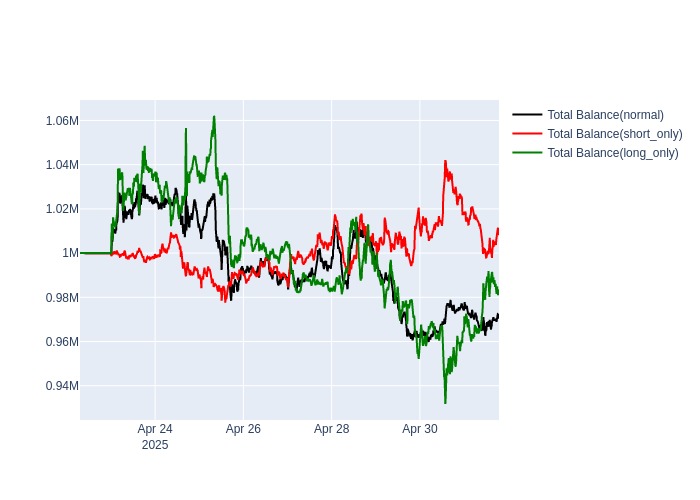 1.06M
1.04M
1.02M
1M
0.98M
0.96M
0.94M
Apr 24
2025
Apr 26
Apr 28
Apr 30
Total Balance(normal)
Total Balance(short_only)
Total Balance(long_only)